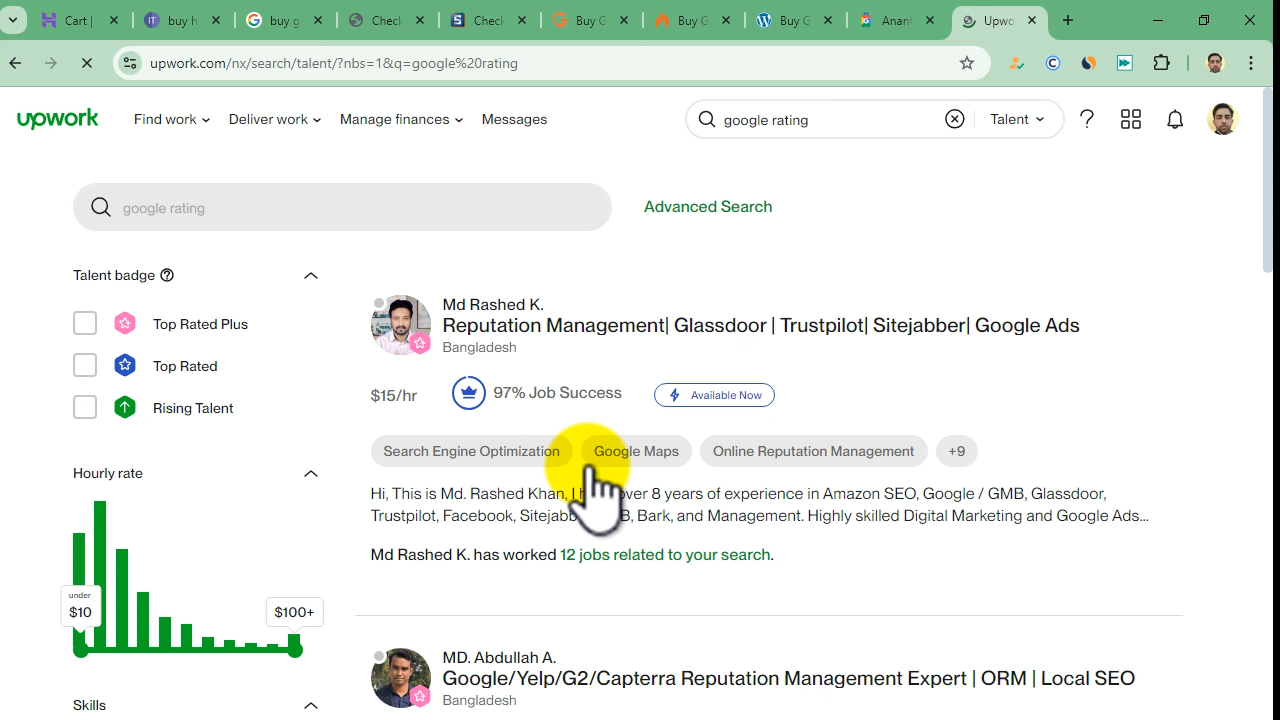 Cart |
buy h
buy g
Check
Check
Buy G
Buy G
Buy G
Anant
Upwo
upwork.com/nx/search/talent/?nbs=1&q=google%20rating
upwork
Find work
Deliver work
Manage finances
Messages
google rating
Talent
google rating
Advanced Search
Talent badge
Top Rated Plus
Top Rated
Rising Talent
Hourly rate
under
$10
$100+
Skills
Md Rashed K.
Reputation Management| Glassdoor | Trustpilot| Sitejabber| Google Ads
Bangladesh
$15/hr
97% Job Success
Available Now
Search Engine Optimization
Google Maps
Online Reputation Management
+9
Hi, This is Md. Rashed Khan, I over 8 years of experience in Amazon SEO, Google / GMB, Glassdoor,
Trustpilot, Facebook, Bark, and Management. Highly skilled Digital Marketing and Google Ads...
Md Rashed K. has worked 12 jobs related to your search.
MD. Abdullah A.
Google/Yelp/G2/Capterra Reputation Management Expert | ORM | Local SEO
Bangladesh